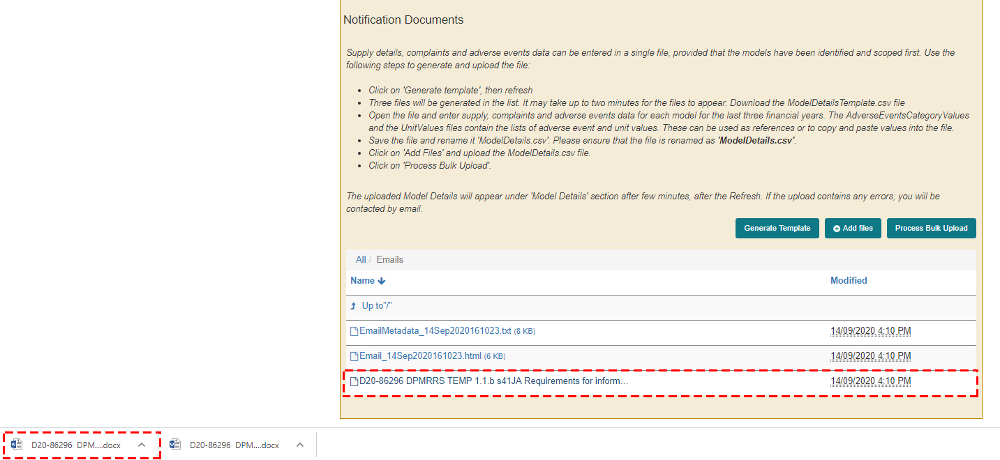 Notification Documents
Supply details, complaints and adverse events data can be entered in a single file, provided that the models have been identified and scoped first. Use the
following steps to generate and upload the file:
• Click on 'Generate template', then refresh
• Three files will be generated in the list. It may take up to two minutes for the files to appear. Download the ModelDetailsTemplate.csv file
• Open the file and enter supply, complaints and adverse events data for each model for the last three financial years. The AdverseEventsCategoryValues
and the UnitValues files contain the lists of adverse event and unit values. These can be used as references or to copy and paste values into the file.
• Save the file and rename it 'ModelDetails.csv'. Please ensure that the file is renamed as 'ModelDetails.csv'.
• Click on 'Add Files' and upload the ModelDetails.csv file.
• Click on 'Process Bulk Upload'.
The uploaded Model Details will appear under 'Model Details' section after few minutes, after the Refresh. If the upload contains any errors, you will be
contacted by email.
Generate Template Add files Process Bulk Upload
All / Emails
Name Modified
Up to"/"
EmailMetadata_14Sep2020161023.txt (8 KB) 14/09/2020 4:10 PM
Email_14Sep2020161023.html (6 KB) 14/09/2020 4:10 PM
D20-86296 DPMRRS TEMP 1.1.b s41JA Requirements for inform… 14/09/2020 4:10 PM
D20-86296 DPM....docx D20-86296 DPM....docx